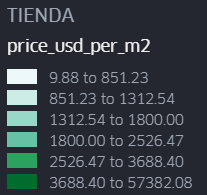 TIENDA
price_usd_per_m2
9.88 to 851.23
851.23 to 1312.54
1312.54 to 1800.00
1800.00 to 2526.47
2526.47 to 3688.40
3688.40 to 57382.08